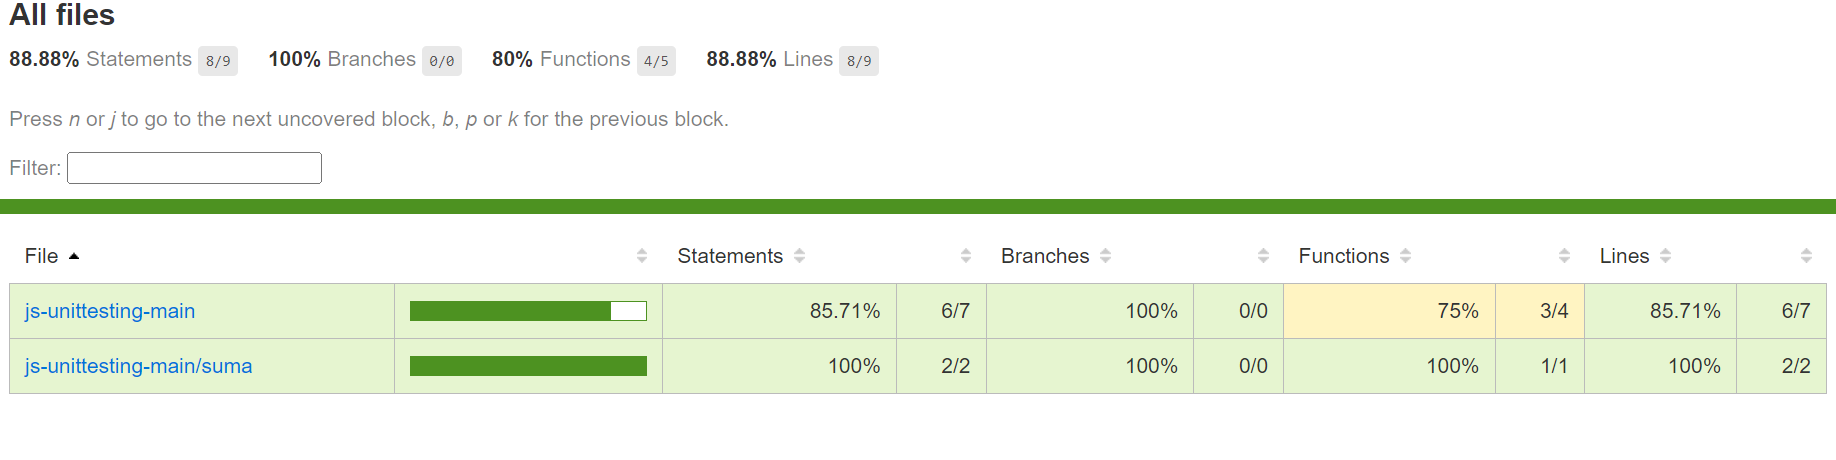 All files
88.88% Statements 8/9 100% Branches 0/0 80% Functions 4/5 88.88% Lines 8/9
Press n or j to go to the next uncovered block, b, p or k for the previous block.
Filter:
File Statements Branches Functions Lines
js-unittesting-main 85.71% 6/7 100% 0/0 75% 3/4 85.71% 6/7
js-unittesting-main/suma 100% 2/2 100% 0/0 100% 1/1 100% 2/2